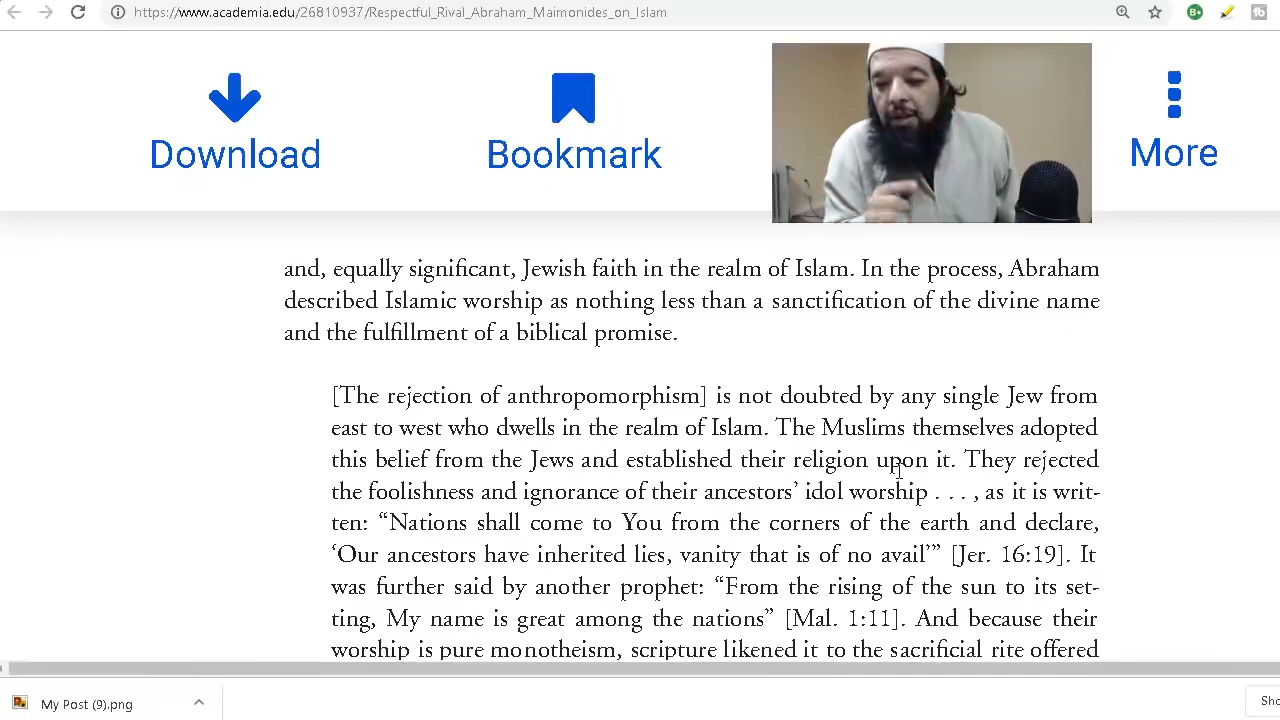 https://www.academia.edu/26810937/Respectful_Rival_Abraham_Maimonides_on_Islam
B+
Download
Bookmark
More
and, equally significant, Jewish faith in the realm of Islam. In the process, Abraham
described Islamic worship as nothing less than a sanctification of the divine name
and the fulfillment of a biblical promise.
[The rejection of anthropomorphism] is not doubted by any single Jew from
east to west who dwells in the realm of Islam. The Muslims themselves adopted
this belief from the Jews and established their religion upon it. They rejected
the foolishness and ignorance of their ancestors’ idol worship . . . , as it is writ-
ten: “Nations shall come to You from the corners of the earth and declare,
‘Our ancestors have inherited lies, vanity that is of no avail’” [Jer. 16:19]. It
was further said by another prophet: “From the rising of the sun to its set-
ting, My name is great among the nations” [Mal. 1:11]. And because their
worship is pure monotheism, scripture likened it to the sacrificial rite offered
My Post (9).png
Sho